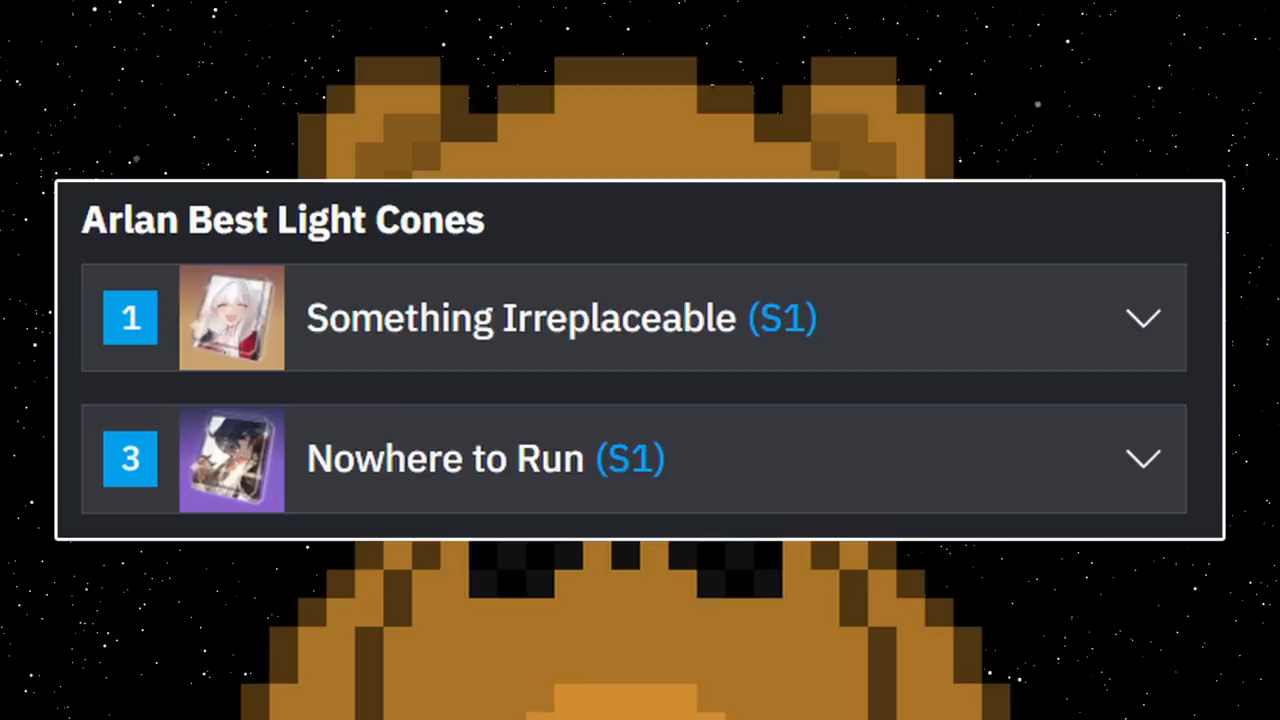 Arlan Best Light Cones
1 Something Irreplaceable (S1)
3 Nowhere to Run (S1)